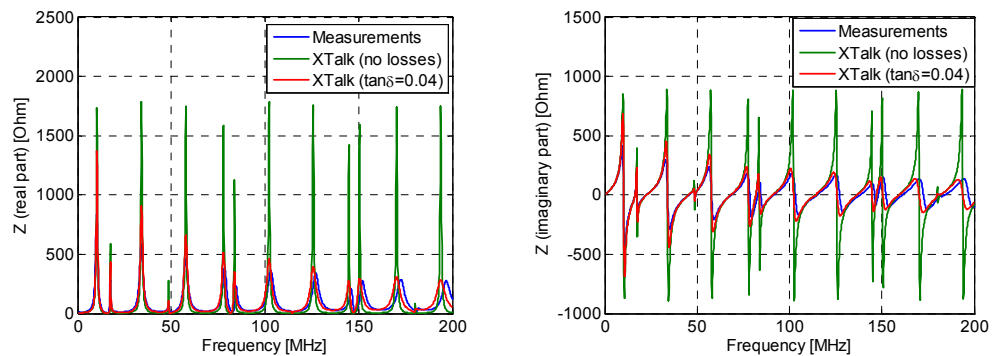 2500
2000
1500
1000
500
0
0
50
100
150
200
Z (real part) [Ohm]
Frequency [MHz]
Measurements
XTalk (no losses)
XTalk (tanδ=0.04)
1500
1000
500
0
-500
-1000
0
50
100
150
200
Z (imaginary part) [Ohm]
Frequency [MHz]
Measurements
XTalk (no losses)
XTalk (tanδ=0.04)